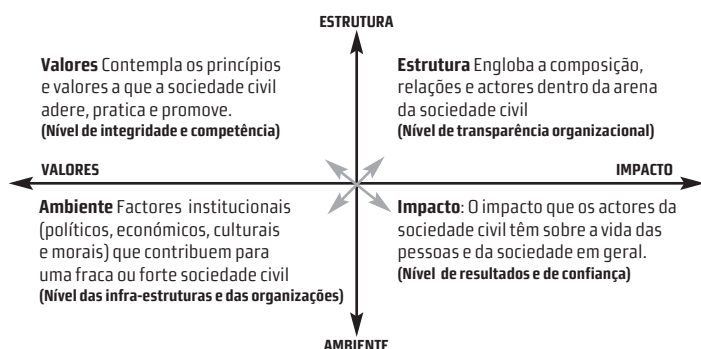 ESTRUTURA
Valores Contempla os princípios
e valores a que a sociedade civil
adere, pratica e promove.
(Nível de integridade e competência)
Estrutura Engloba a composição,
relações e actores dentro da arena
da sociedade civil
(Nível de transparência organizacional)
VALORES
IMPACTO
Ambiente Factores institucionais
(políticos, económicos, culturais
e morais) que contribuem para
uma fraca ou forte sociedade civil
(Nível das infra-estruturas e das organizações)
Impacto: O impacto que os actores da
sociedade civil têm sobre a vida das
pessoas e da sociedade em geral.
(Nível de resultados e de confiança)
AMBIENTE